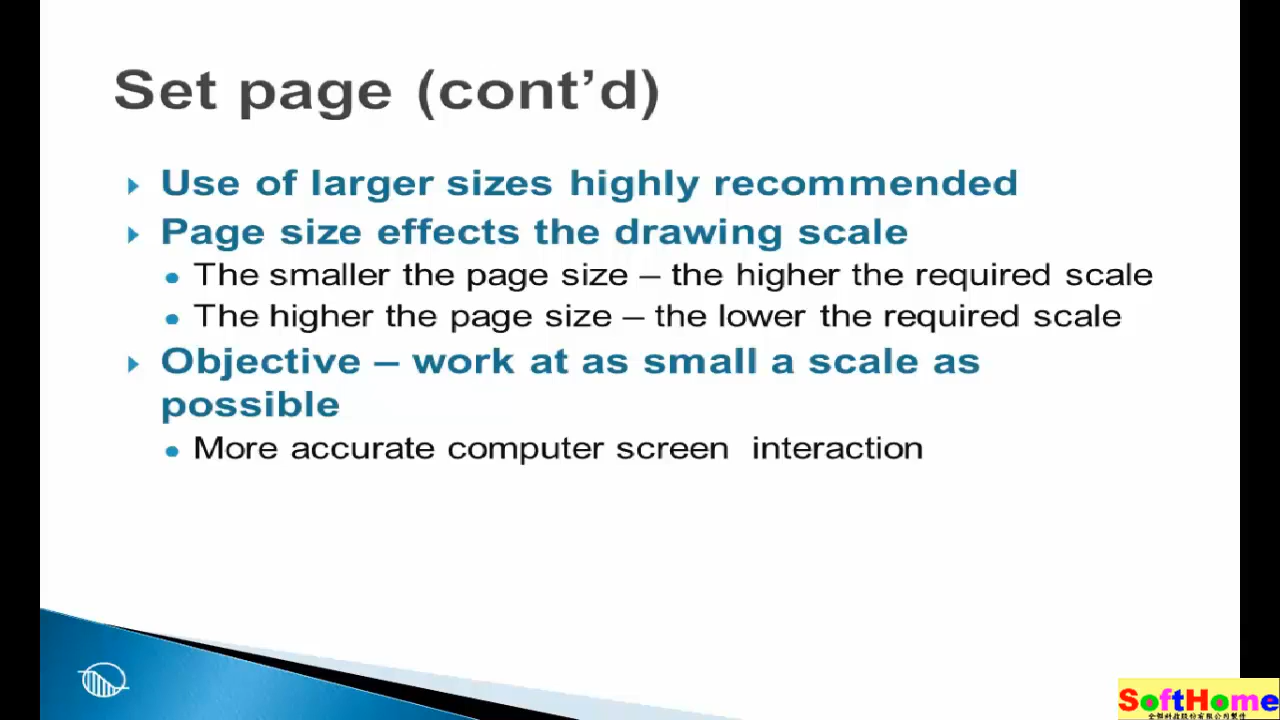 Set page (cont’d)
Use of larger sizes highly recommended
Page size effects the drawing scale
The smaller the page size – the higher the required scale
The higher the page size – the lower the required scale
Objective – work at as small a scale as
possible
More accurate computer screen interaction
SoftHome